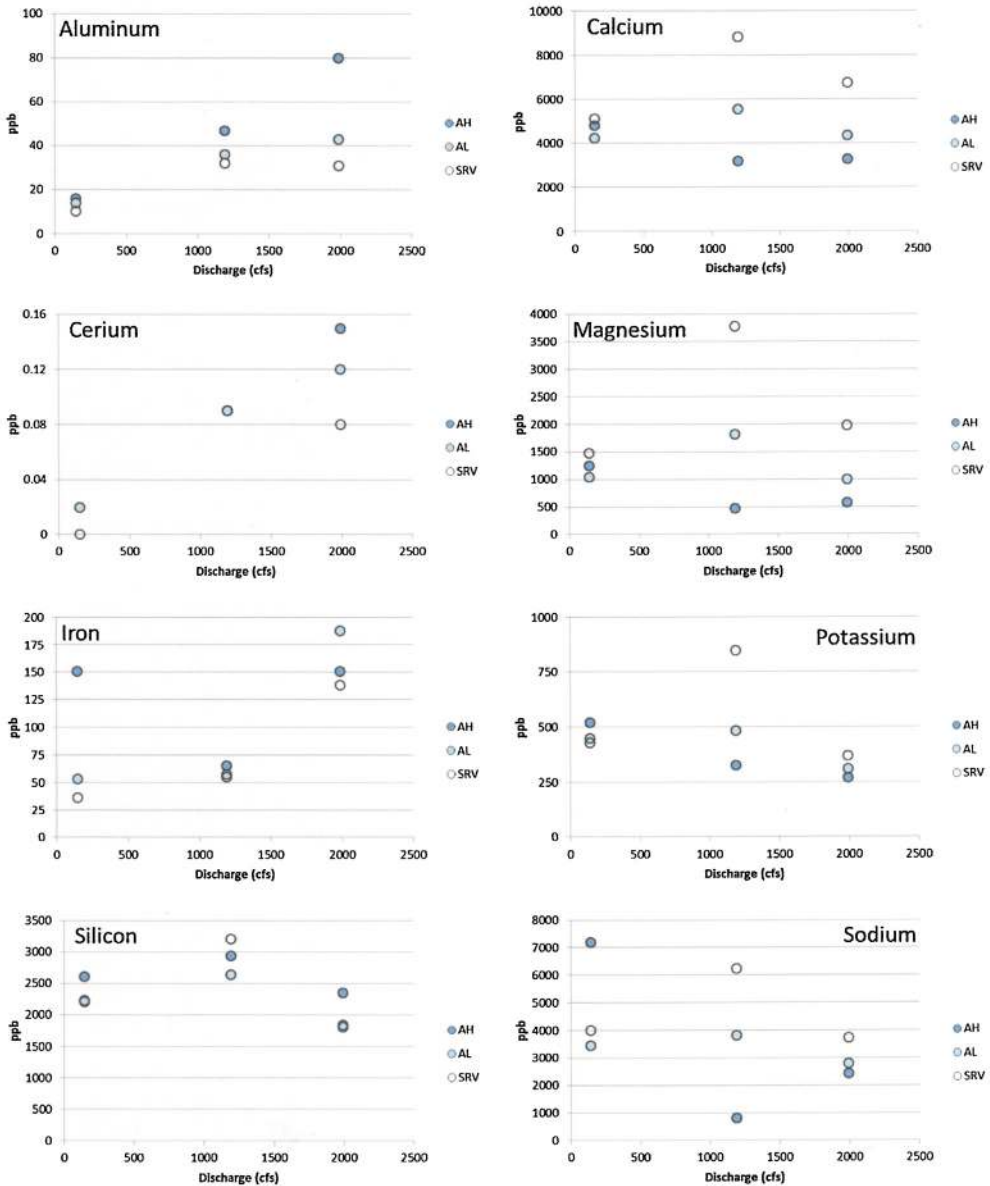 Aluminum
100
80
60
40
20
0
ppb
0 500 1000 1500 2000 2500
Discharge (cfs)
AH
AL
SRV
Calcium
10000
8000
6000
4000
2000
0
ppb
0 500 1000 1500 2000 2500
Discharge (cfs)
AH
AL
SRV
Cerium
0.16
0.12
0.08
0.04
0
ppb
0 500 1000 1500 2000 2500
Discharge (cfs)
AH
AL
SRV
Magnesium
4000
3500
3000
2500
2000
1500
1000
500
0
ppb
0 500 1000 1500 2000 2500
Discharge (cfs)
AH
AL
SRV
Iron
200
175
150
125
100
75
50
25
0
ppb
0 500 1000 1500 2000 2500
Discharge (cfs)
AH
AL
SRV
Potassium
1000
750
500
250
0
ppb
0 500 1000 1500 2000 2500
Discharge (cfs)
AH
AL
SRV
Silicon
3500
3000
2500
2000
1500
1000
500
0
ppb
0 500 1000 1500 2000 2500
Discharge (cfs)
AH
AL
SRV
Sodium
8000
7000
6000
5000
4000
3000
2000
1000
0
ppb
0 500 1000 1500 2000 2500
Discharge (cfs)
AH
AL
SRV